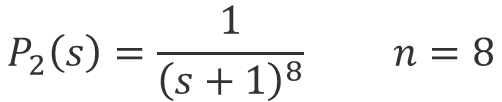 P₂(s) = 1/(s + 1)⁸    n = 8